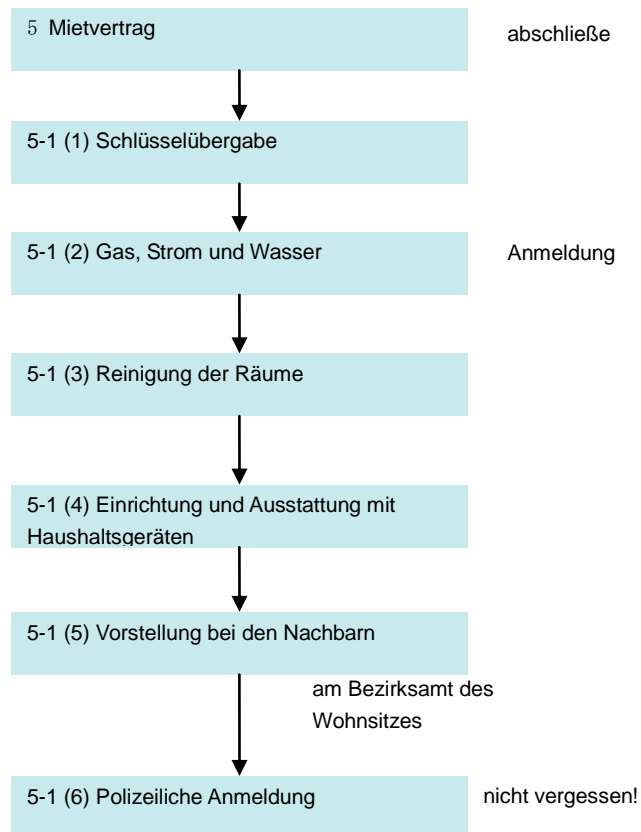 5 Mietvertrag
abschließe
5-1 (1) Schlüsselübergabe
5-1 (2) Gas, Strom und Wasser
Anmeldung
5-1 (3) Reinigung der Räume
5-1 (4) Einrichtung und Ausstattung mit
Haushaltsgeräten
5-1 (5) Vorstellung bei den Nachbarn
am Bezirksamt des
Wohnsitzes
5-1 (6) Polizeiliche Anmeldung
nicht vergessen!